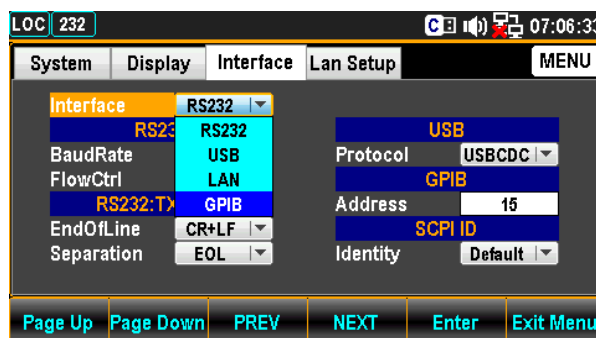 LOC 232 C 07:06:33
System Display Interface Lan Setup MENU
Interface RS232
RS23 RS232 USB
BaudRate USB Protocol USBCDC
FlowCtrl LAN GPIB
RS232:TX GPIB Address 15
EndOfLine CR+LF SCPI ID
Separation EOL Identity Default
Page Up Page Down PREV NEXT Enter Exit Menu